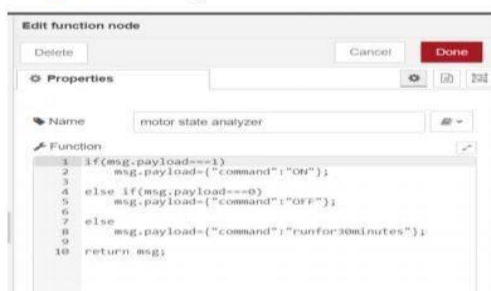 Edit function node
Delete Cancel Done
Properties
Name motor state analyzer
Function
1 if(msg.payload===1)
2 msg.payload={"command":"ON"};
3
4 else if(msg.payload===0)
5 msg.payload={"command":"OFF"};
6
7 else
8 msg.payload={"command":"runfor30minutes"};
9
10 return msg;